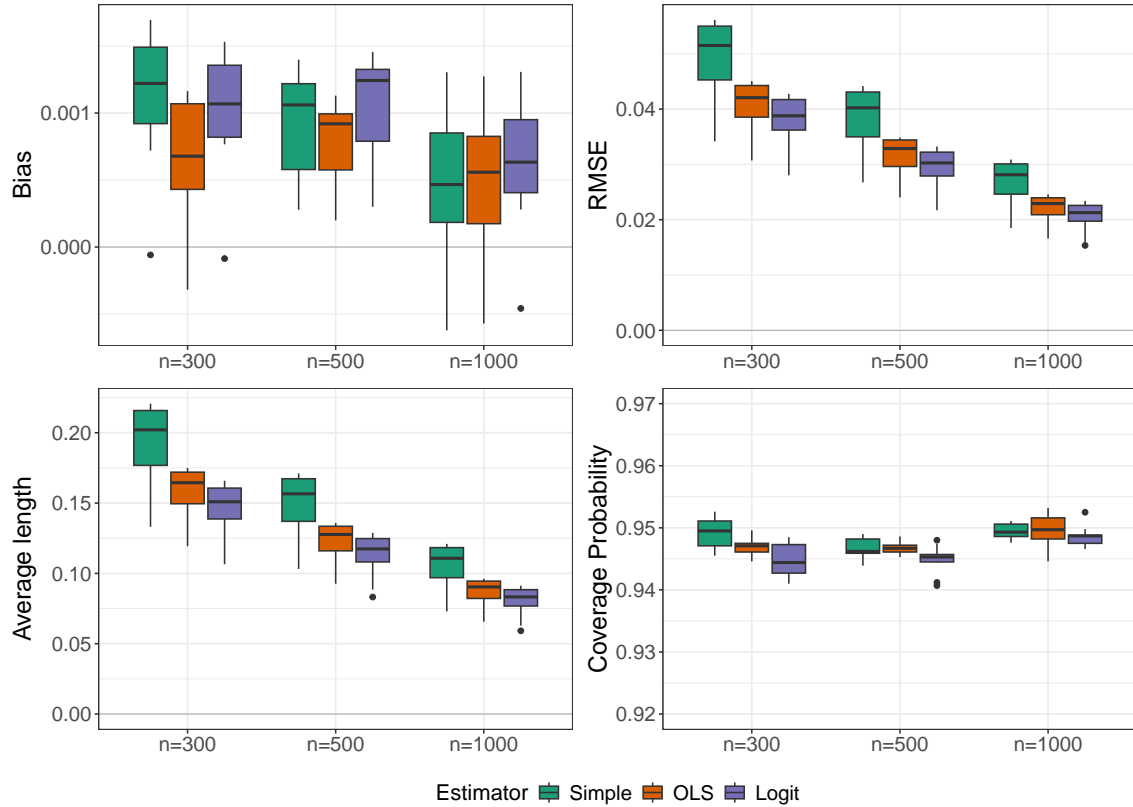 Bias
0.001
0.000
n=300
n=500
n=1000
RMSE
0.04
0.02
0.00
n=300
n=500
n=1000
Average length
0.20
0.15
0.10
0.05
0.00
n=300
n=500
n=1000
Coverage Probability
0.97
0.96
0.95
0.94
0.93
0.92
n=300
n=500
n=1000
Estimator Simple OLS Logit